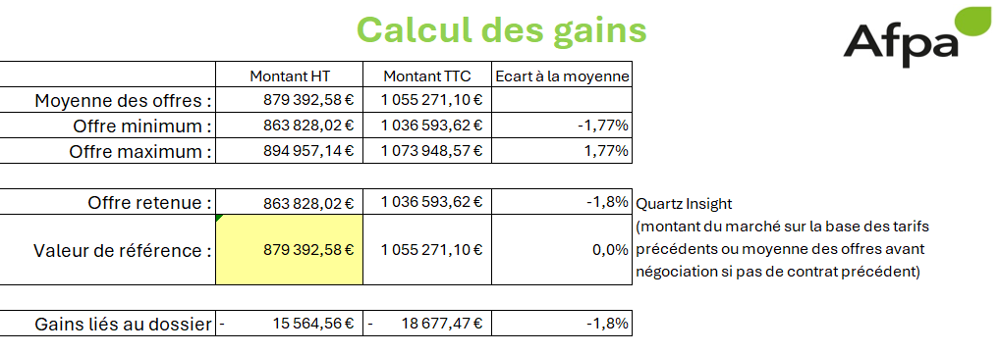 Calcul des gains
Afpa
Montant HT Montant TTC Ecart à la moyenne
Moyenne des offres : 879 392,58 € 1 055 271,10 €
Offre minimum : 863 828,02 € 1 036 593,62 € -1,77%
Offre maximum : 894 957,14 € 1 073 948,57 € 1,77%
Offre retenue : 863 828,02 € 1 036 593,62 € -1,8% Quartz Insight
(montant du marché sur la base des tarifs
Valeur de référence : 879 392,58 € 1 055 271,10 € 0,0% précédents ou moyenne des offres avant
négociation si pas de contrat précédent)
Gains liés au dossier - 15 564,56 € - 18 677,47 € -1,8%